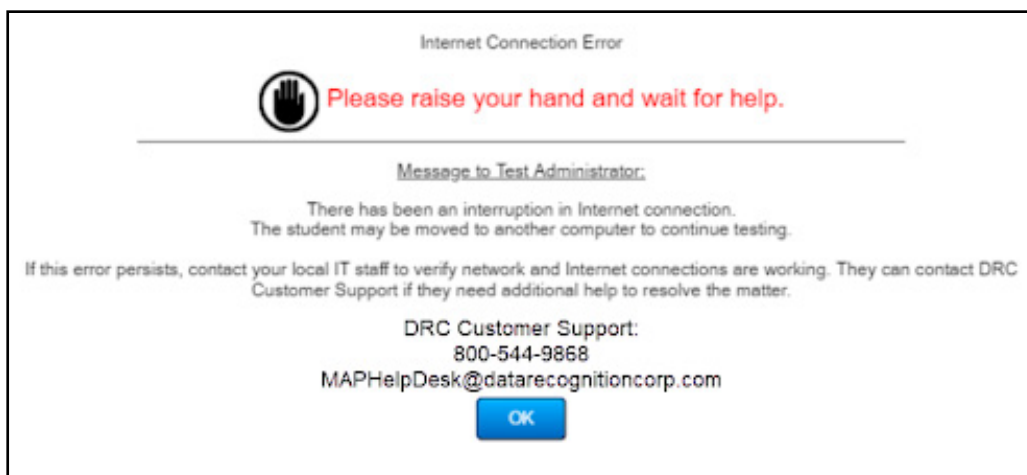 Internet Connection Error
Please raise your hand and wait for help.
Message to Test Administrator:
There has been an interruption in Internet connection.
The student may be moved to another computer to continue testing.
If this error persists, contact your local IT staff to verify network and Internet connections are working. They can contact DRC
Customer Support if they need additional help to resolve the matter.
DRC Customer Support:
800-544-9868
MAPHelpDesk@datarecognitioncorp.com
OK